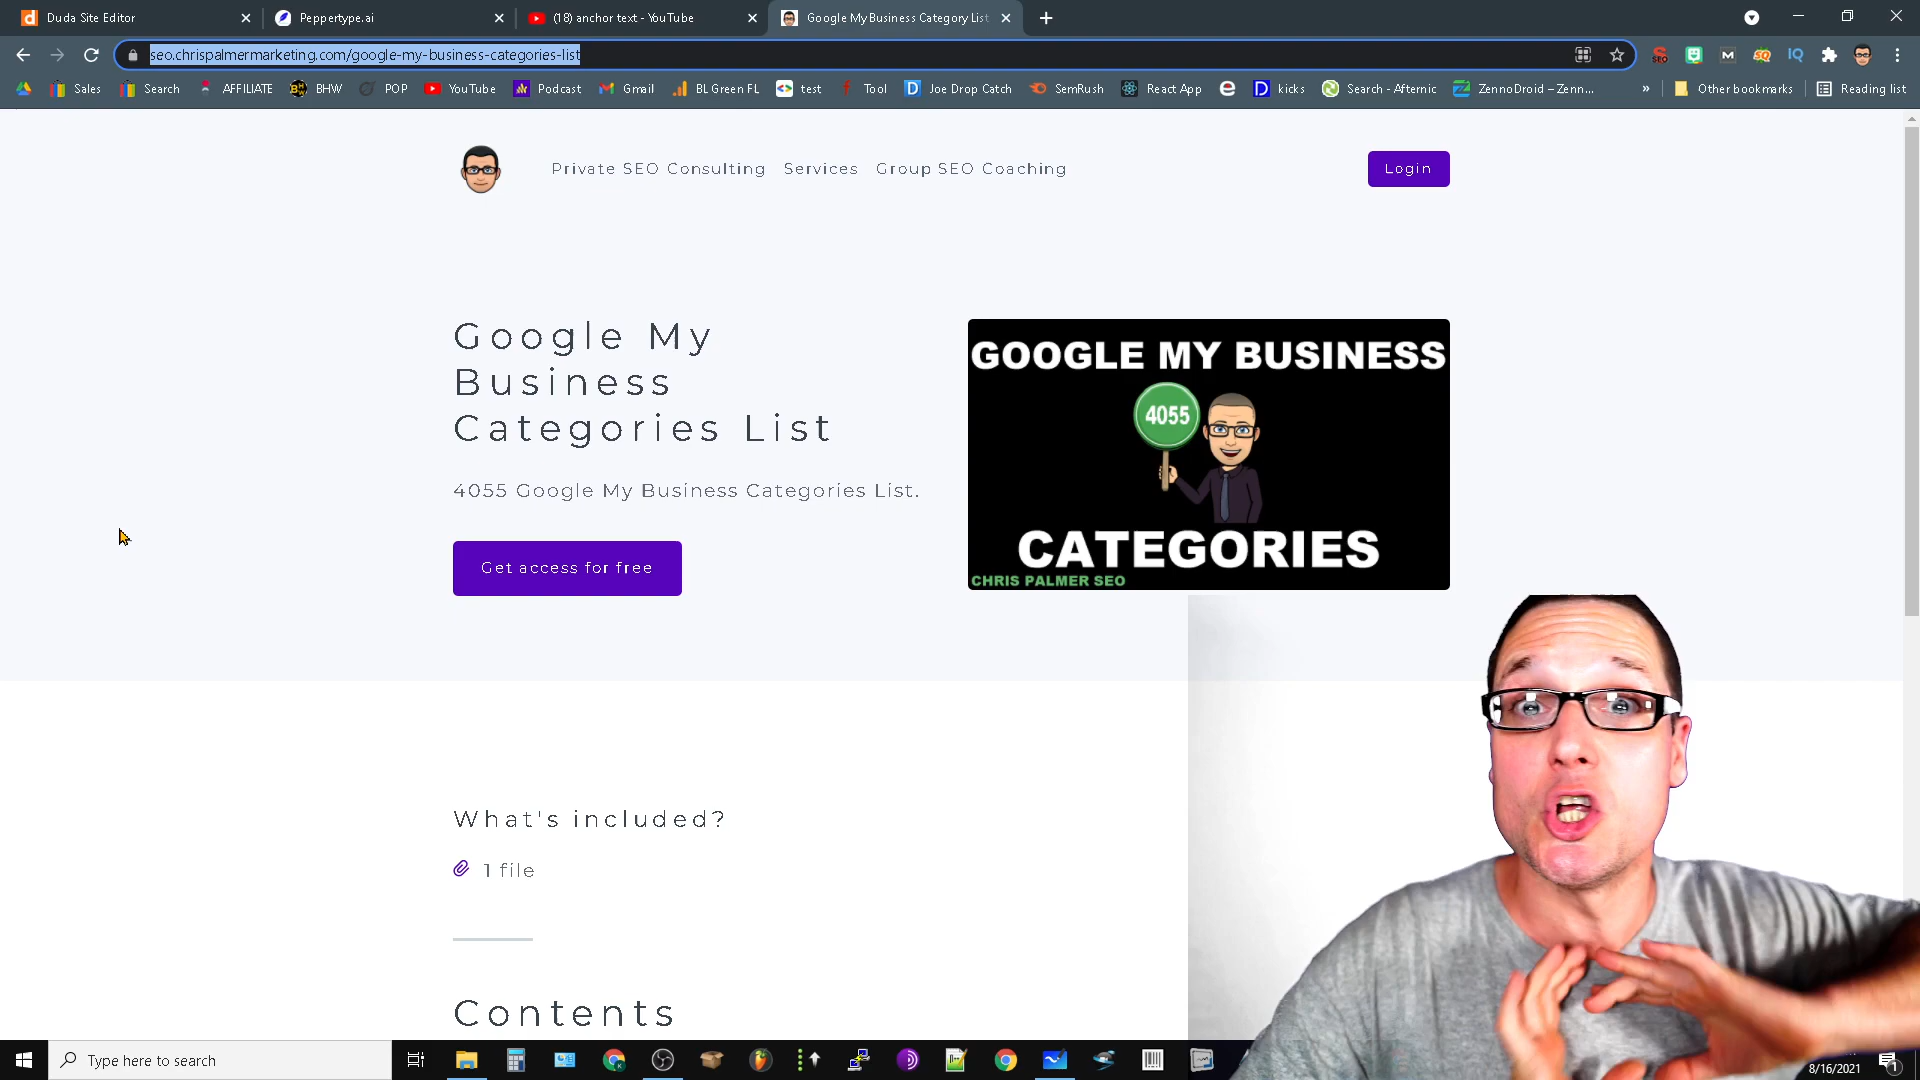 Duda Site Editor
Peppertype.ai
(18) anchor text - YouTube
Google My Business Category List
seo.chrispalmermarketing.com/google-my-business-categories-list
Sales
Search
AFFILIATE
BHW
POP
YouTube
Podcast
Gmail
BL Green FL
test
Tool
Joe Drop Catch
SemRush
React App
kicks
Search - Afternic
ZennoDroid – Zenn...
»
Other bookmarks
Reading list
Private SEO Consulting
Services
Group SEO Coaching
Login
Google My
Business
Categories List
4055 Google My Business Categories List.
Get access for free
GOOGLE MY BUSINESS
4055
CATEGORIES
CHRIS PALMER SEO
What's included?
1 file
Contents
Type here to search
8/16/2021
1